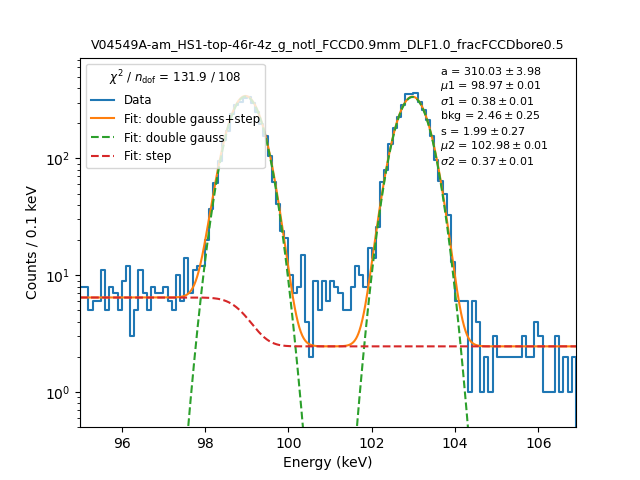 V04549A-am_HS1-top-46r-4z_g_notl_FCCD0.9mm_DLF1.0_fracFCCDbore0.5
χ² / n_dof = 131.9 / 108
Data
Fit: double gauss+step
Fit: double gauss
Fit: step
a = 310.03 ± 3.98
μ1 = 98.97 ± 0.01
σ1 = 0.38 ± 0.01
bkg = 2.46 ± 0.25
s = 1.99 ± 0.27
μ2 = 102.98 ± 0.01
σ2 = 0.37 ± 0.01
Counts / 0.1 keV
10²
10¹
10⁰
96 98 100 102 104 106
Energy (keV)